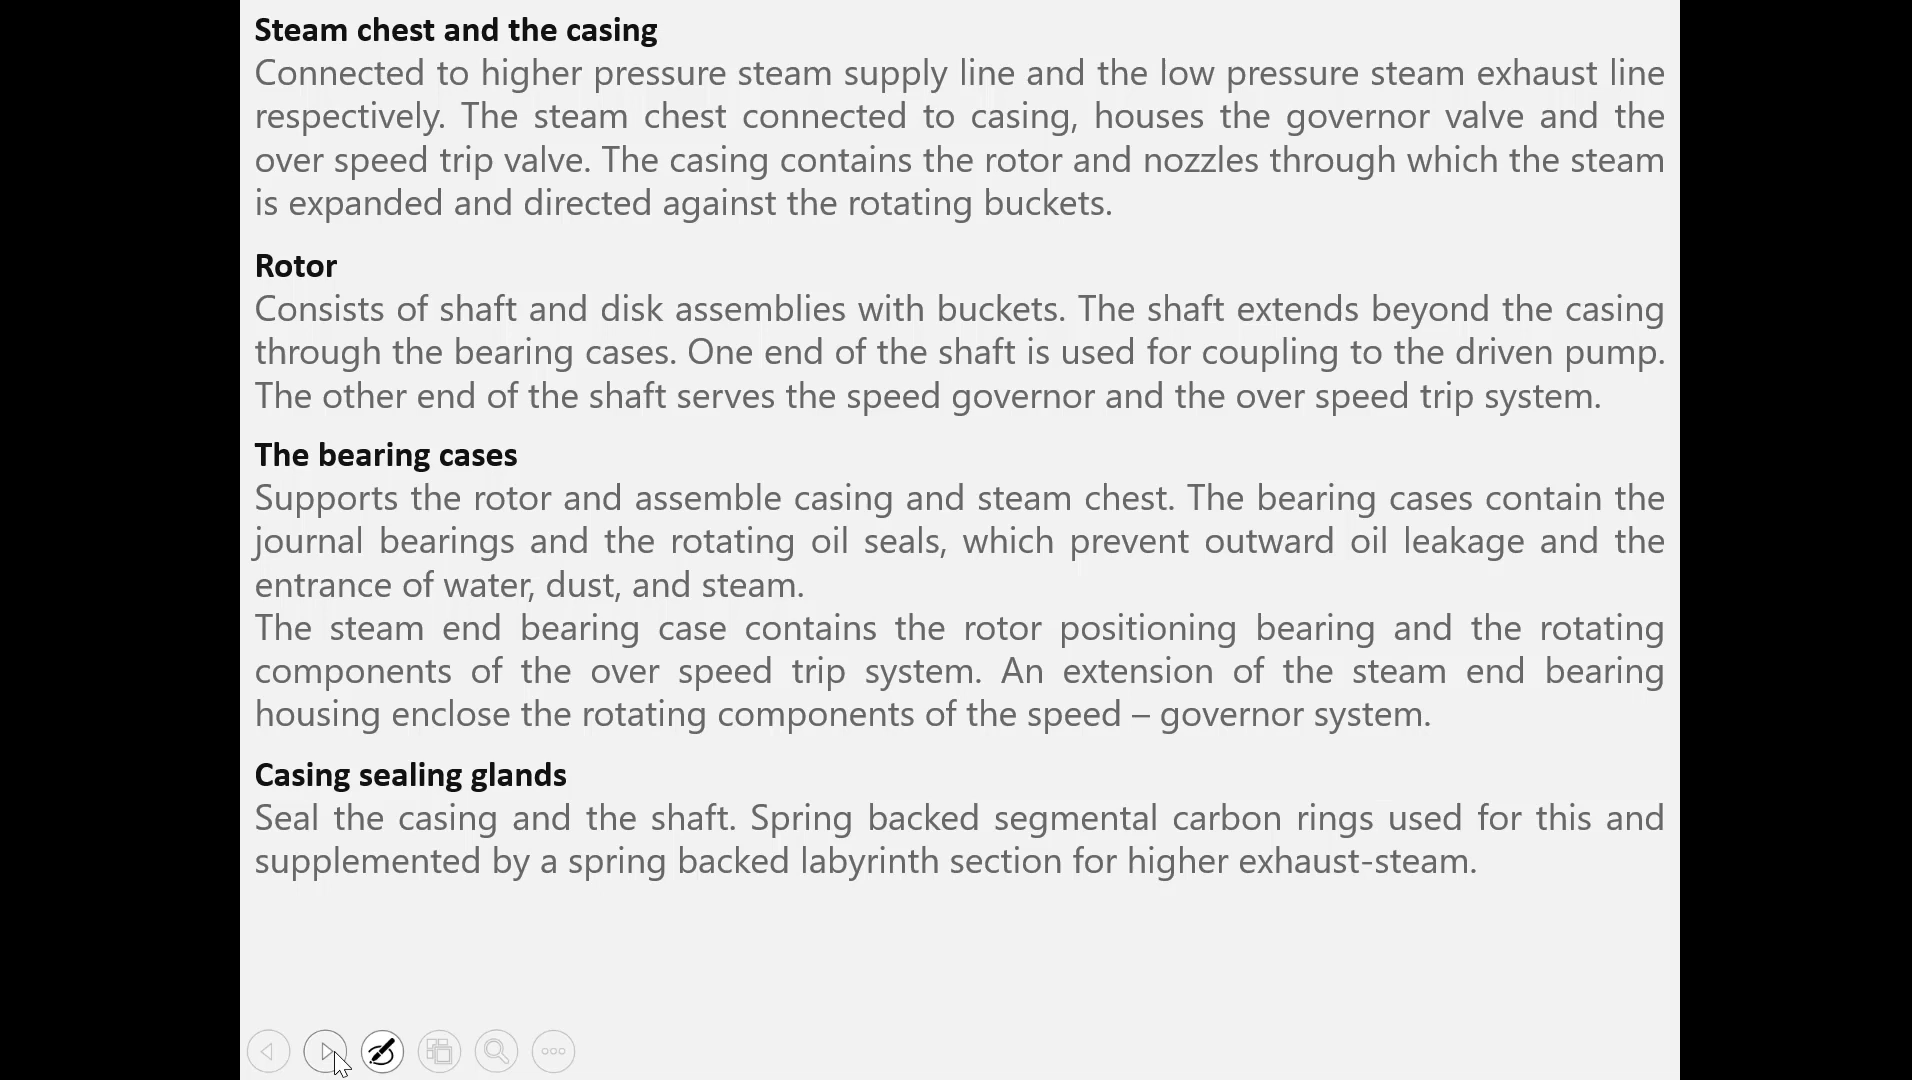 Steam chest and the casing
Connected to higher pressure steam supply line and the low pressure steam exhaust line
respectively. The steam chest connected to casing, houses the governor valve and the
over speed trip valve. The casing contains the rotor and nozzles through which the steam
is expanded and directed against the rotating buckets.
Rotor
Consists of shaft and disk assemblies with buckets. The shaft extends beyond the casing
through the bearing cases. One end of the shaft is used for coupling to the driven pump.
The other end of the shaft serves the speed governor and the over speed trip system.
The bearing cases
Supports the rotor and assemble casing and steam chest. The bearing cases contain the
journal bearings and the rotating oil seals, which prevent outward oil leakage and the
entrance of water, dust, and steam.
The steam end bearing case contains the rotor positioning bearing and the rotating
components of the over speed trip system. An extension of the steam end bearing
housing enclose the rotating components of the speed – governor system.
Casing sealing glands
Seal the casing and the shaft. Spring backed segmental carbon rings used for this and
supplemented by a spring backed labyrinth section for higher exhaust-steam.